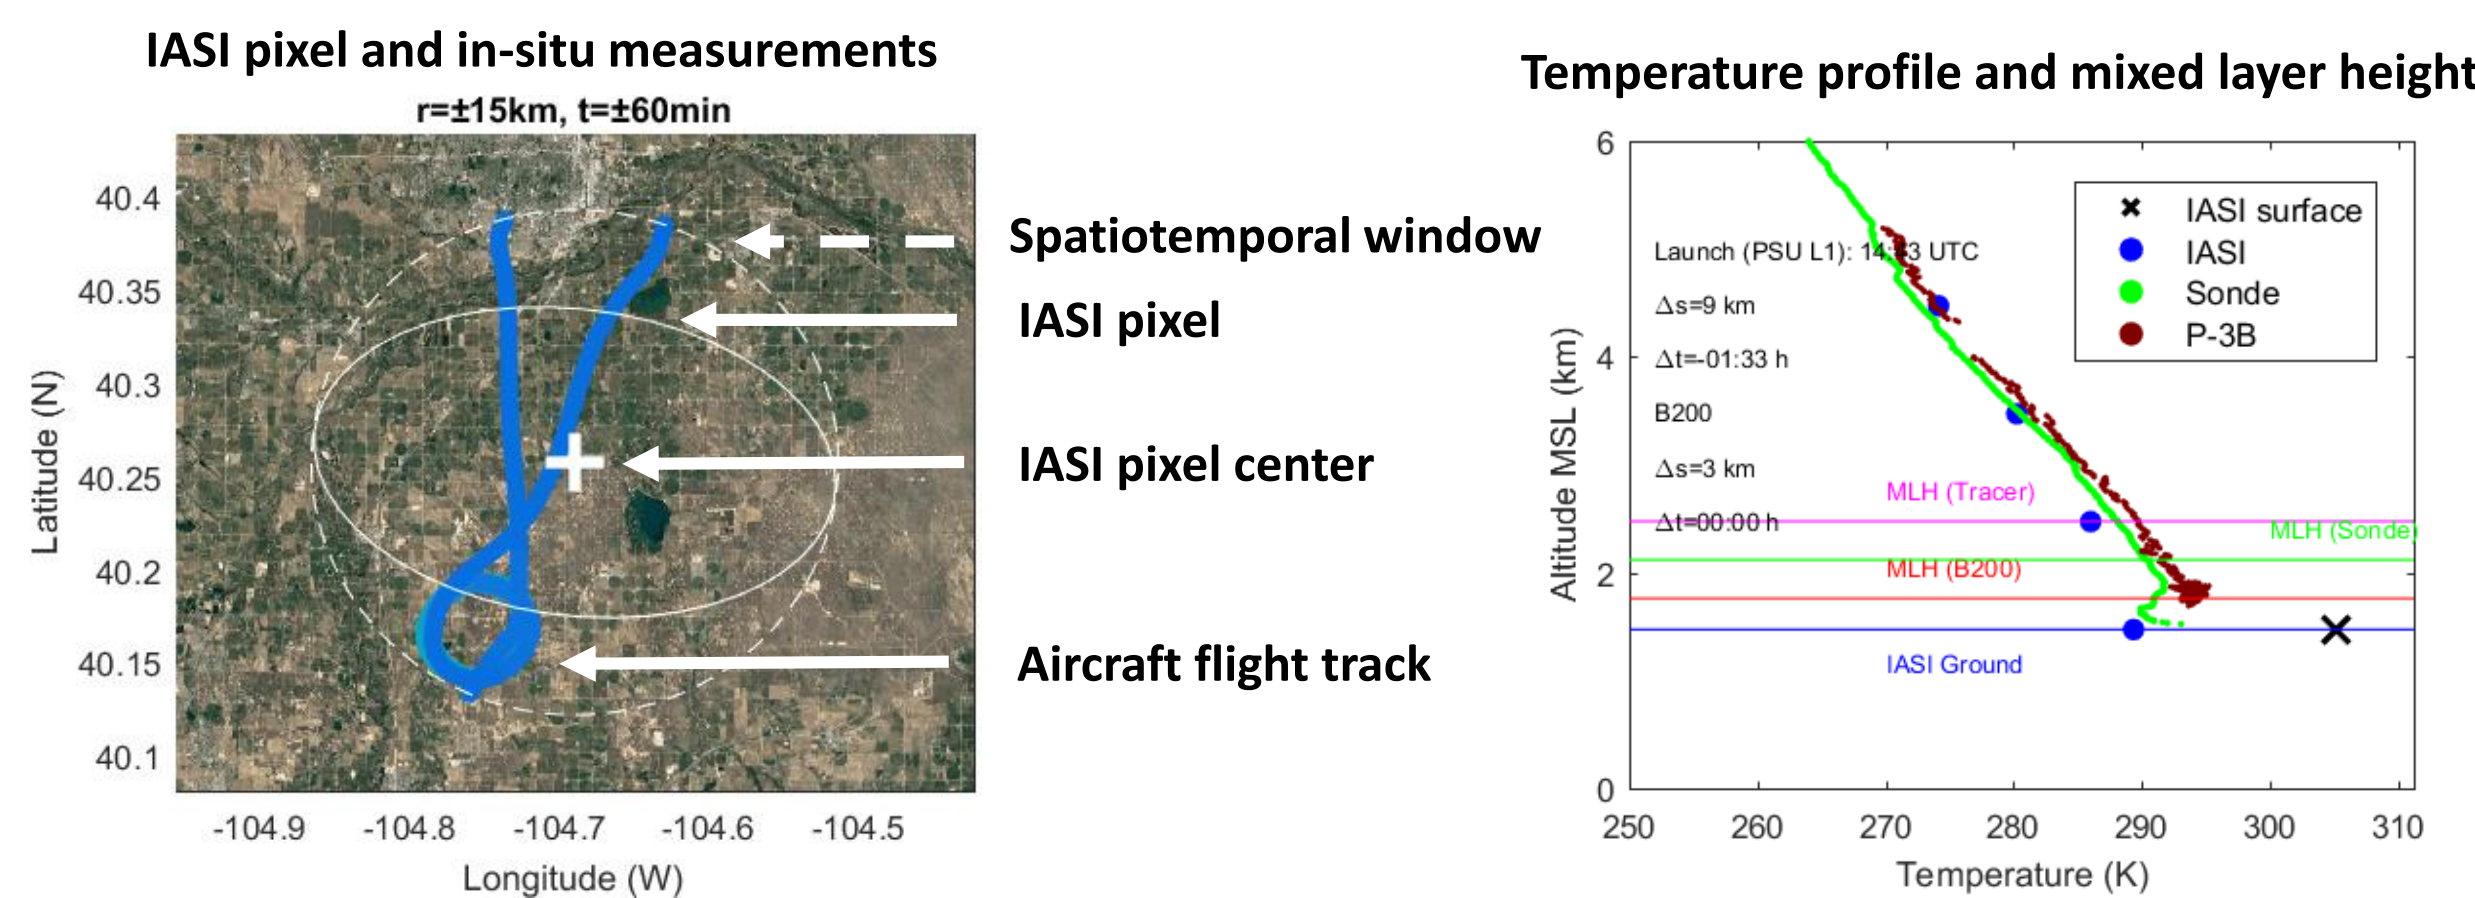 IASI pixel and in-situ measurements
r=±15km, t=±60min
40.4
40.35
40.3
40.25
40.2
40.15
40.1
Latitude (N)
-104.9 -104.8 -104.7 -104.6 -104.5
Longitude (W)
Spatiotemporal window
IASI pixel
IASI pixel center
Aircraft flight track
Temperature profile and mixed layer height
6
4
2
0
Altitude MSL (km)
IASI surface
IASI
Sonde
P-3B
Launch (PSU L1): UTC
Δs=9 km
Δt=-01:33 h
B200
Δs=3 km
Δt=00:00 h
MLH (Tracer)
MLH (Sonde)
MLH (B200)
IASI Ground
250 260 270 280 290 300 310
Temperature (K)